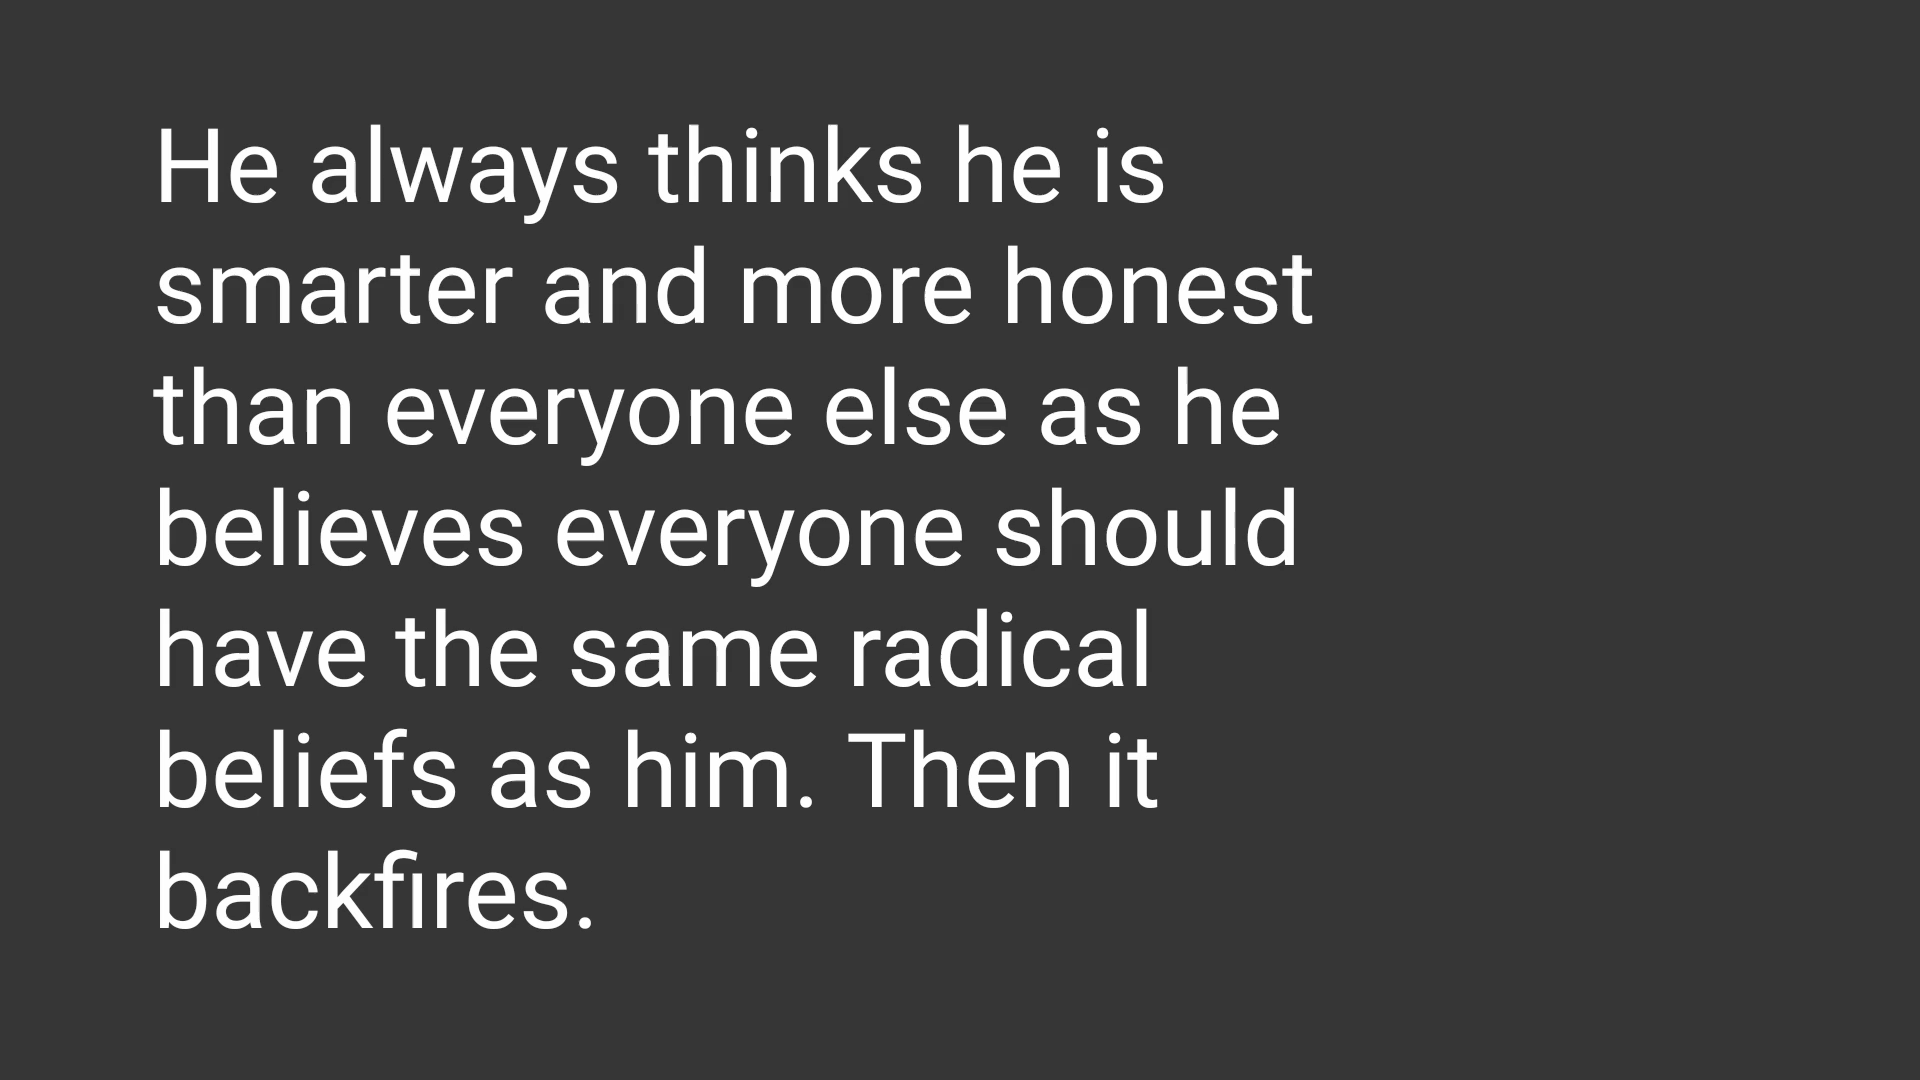 He always thinks he is
smarter and more honest
than everyone else as he
believes everyone should
have the same radical
beliefs as him. Then it
backfires.